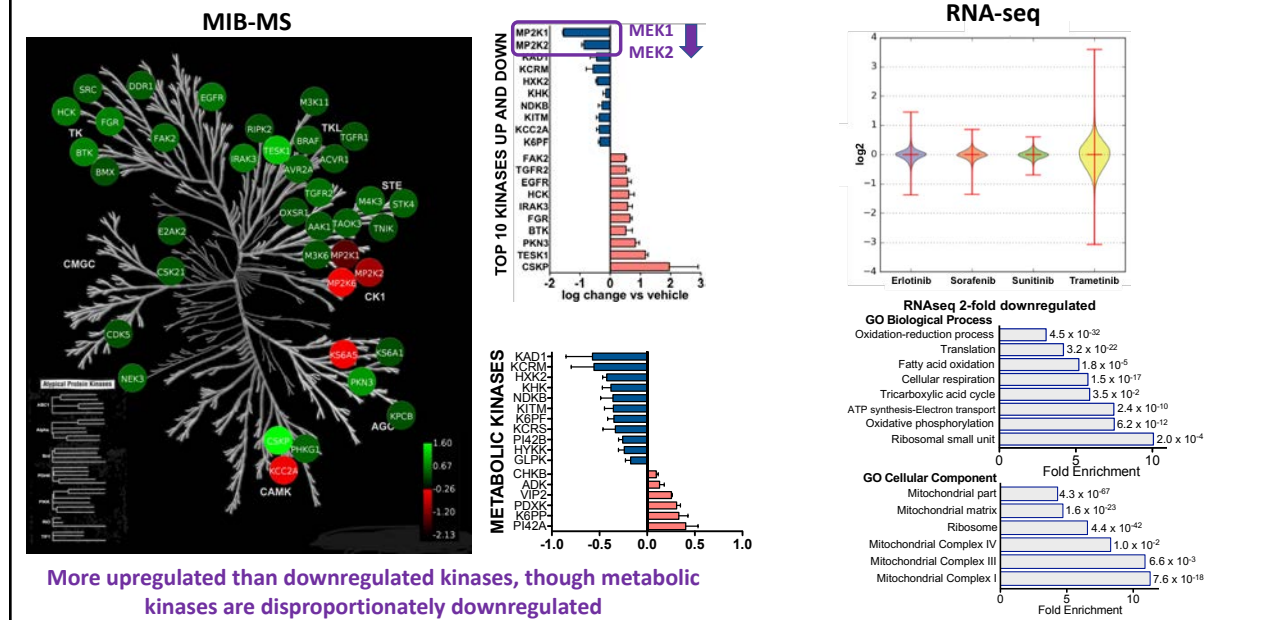 MIB-MS
SRC
DDR1
EGFR
HCK
FGR
M3K11
TK
FAK2
RIPK2
TKL
BRAF
TGFR1
BTK
TESK1
IRAK3
ACVR1
BMX
AVR2A
TGFR2
STE
M4K3
STK4
OXSR1
E2AK2
AAK1
TAOK3
TNIK
CMGC
CSK21
M3K6
MP2K1
MP2K2
MP2K6
CK1
CDK5
KS6A5
KS6A1
NEK3
PKN3
Atypical Protein Kinases
KPCB
AGC
CSKP
PHKG1
KCC2A
CAMK
1.60
0.67
-0.26
-1.20
-2.13
TOP 10 KINASES UP AND DOWN
MP2K1
MP2K2
KAD1
KCRM
HXK2
KHK
NDKB
KITM
KCC2A
K6PF
FAK2
TGFR2
EGFR
HCK
IRAK3
FGR
BTK
PKN3
TESK1
CSKP
MEK1
MEK2
-2 -1 0 1 2 3
log change vs vehicle
METABOLIC KINASES
KAD1
KCRM
HXK2
KHK
NDKB
KITM
K6PF
KCRS
PI42B
HYKK
GLPK
CHKB
ADK
VIP2
PDXK
K6PP
PI42A
-1.0 -0.5 0.0 0.5 1.0
More upregulated than downregulated kinases, though metabolic
kinases are disproportionately downregulated
RNA-seq
log2
4
3
2
1
0
−1
−2
−3
−4
Erlotinib Sorafenib Sunitinib Trametinib
RNAseq 2-fold downregulated
GO Biological Process
Oxidation-reduction process 4.5 x 10-32
Translation 3.2 x 10-22
Fatty acid oxidation 1.8 x 10-5
Cellular respiration 1.5 x 10-17
Tricarboxylic acid cycle 3.5 x 10-2
ATP synthesis-Electron transport 2.4 x 10-10
Oxidative phosphorylation 6.2 x 10-12
Ribosomal small unit 2.0 x 10-4
0 5 10
Fold Enrichment
GO Cellular Component
Mitochondrial part 4.3 x 10-67
Mitochondrial matrix 1.6 x 10-23
Ribosome 4.4 x 10-42
Mitochondrial Complex IV 1.0 x 10-2
Mitochondrial Complex III 6.6 x 10-3
Mitochondrial Complex I 7.6 x 10-18
0 5 10
Fold Enrichment